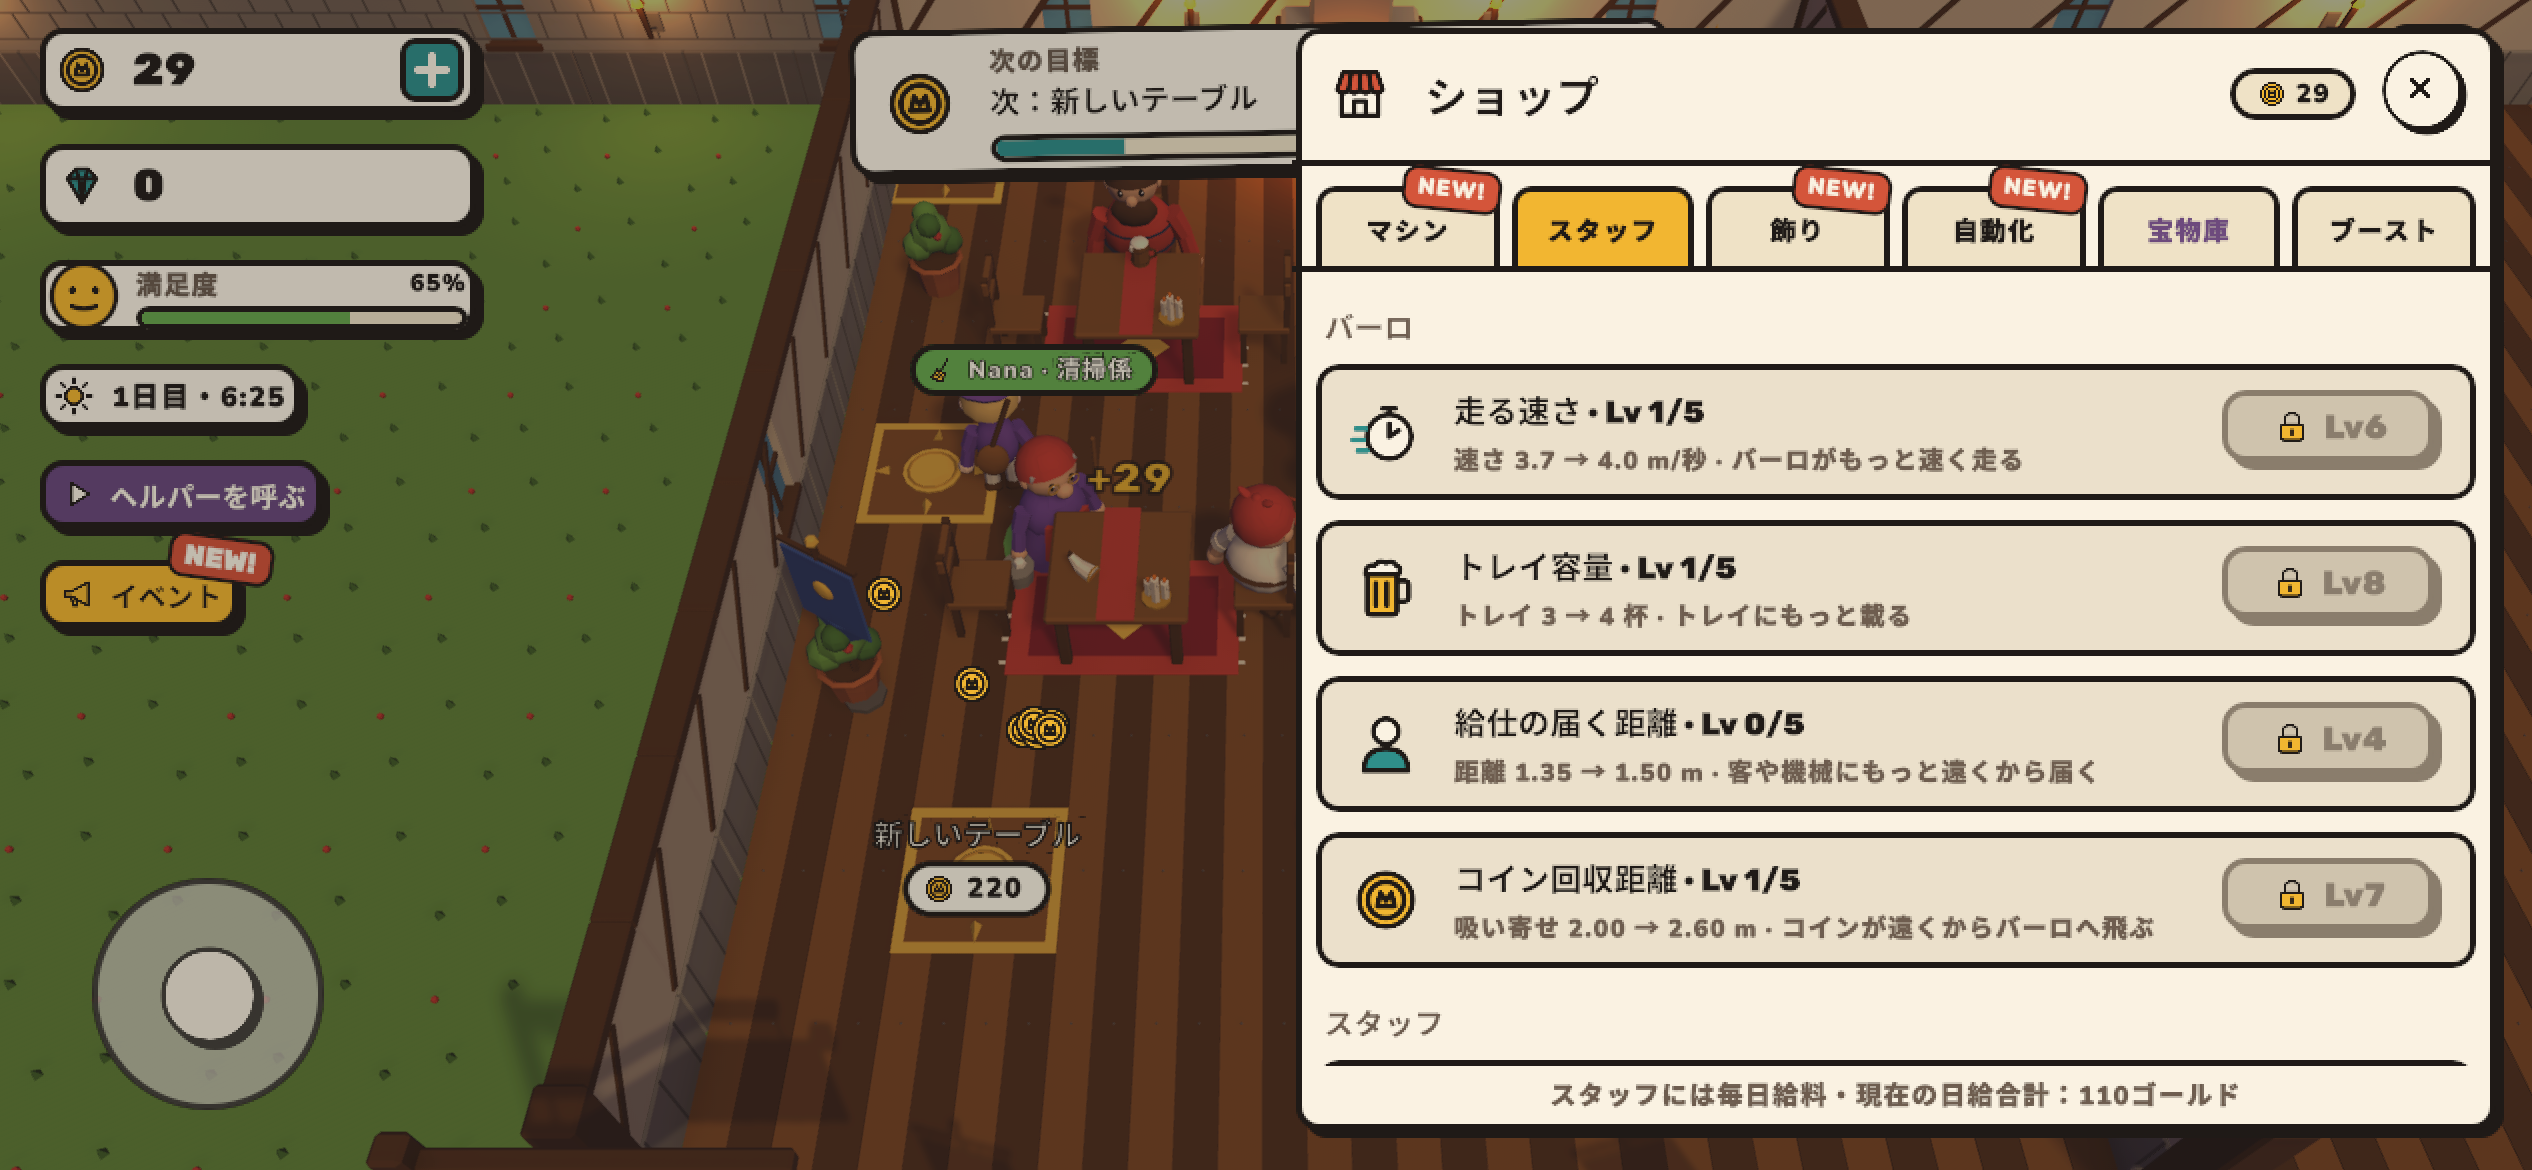 29
0
満足度 65%
1日目・6:25
ヘルパーを呼ぶ
NEW!
イベント
次の目標
次：新しいテーブル
Nana・清掃係
+29
新しいテーブル
220
ショップ
29
×
マシン NEW!
スタッフ
飾り NEW!
自動化 NEW!
宝物庫
ブースト
バーロ
走る速さ・Lv 1/5
速さ 3.7 → 4.0 m/秒・バーロがもっと速く走る
Lv6
トレイ容量・Lv 1/5
トレイ 3 → 4 杯・トレイにもっと載る
Lv8
給仕の届く距離・Lv 0/5
距離 1.35 → 1.50 m・客や機械にもっと遠くから届く
Lv4
コイン回収距離・Lv 1/5
吸い寄せ 2.00 → 2.60 m・コインが遠くからバーロへ飛ぶ
Lv7
スタッフ
スタッフには毎日給料・現在の日給合計：110ゴールド